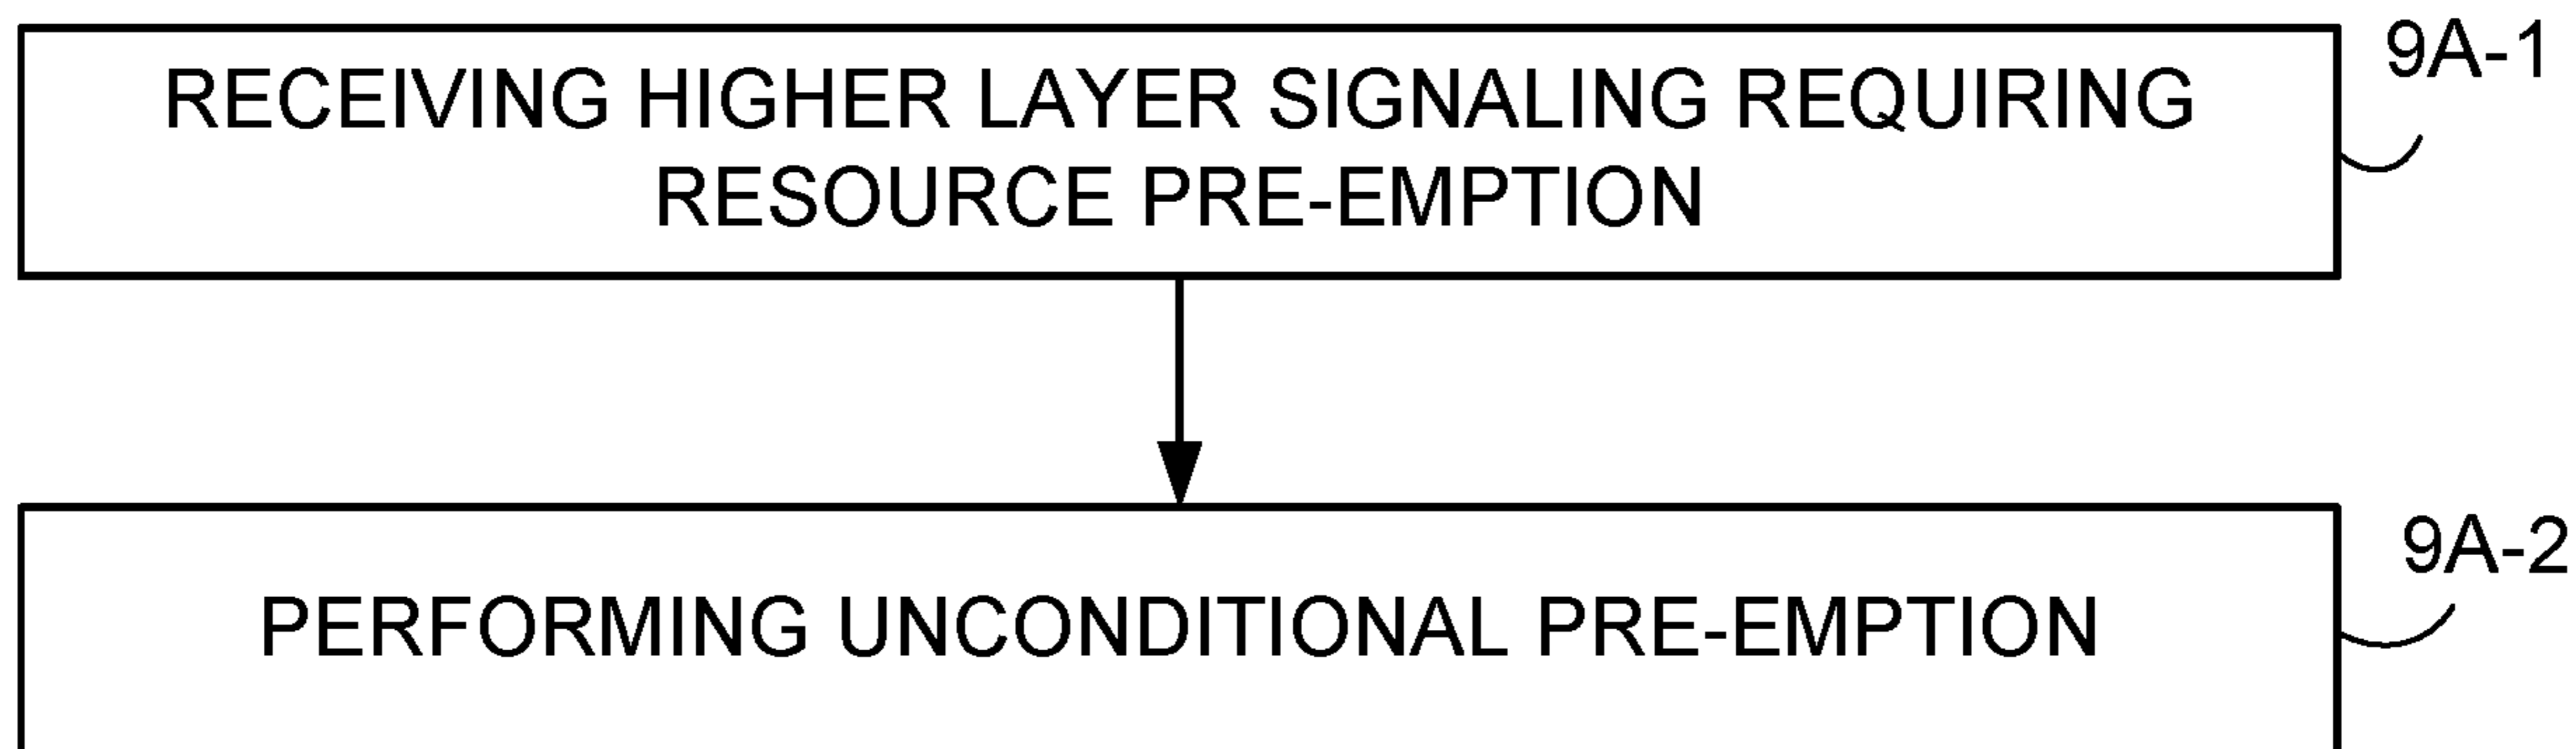 9A-1
RECEIVING HIGHER LAYER SIGNALING REQUIRING
RESOURCE PRE-EMPTION
9A-2
PERFORMING UNCONDITIONAL PRE-EMPTION